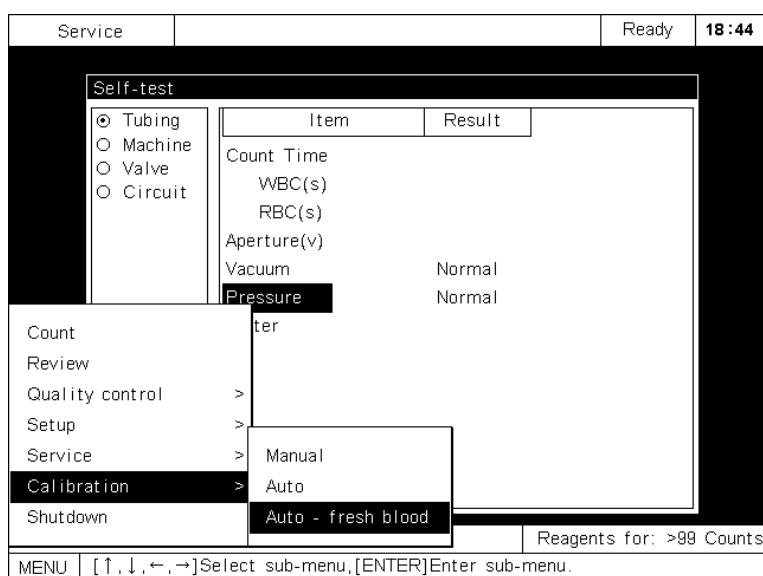 Service Ready 18:44
Self-test
Tubing
Machine
Valve
Circuit
Item Result
Count Time
WBC(s)
RBC(s)
Aperture(v)
Vacuum Normal
Pressure Normal
ter
Count
Review
Quality control >
Setup >
Service >
Calibration >
Shutdown
Manual
Auto
Auto - fresh blood
Reagents for: >99 Counts
MENU [↑,↓,←,→]Select sub-menu,[ENTER]Enter sub-menu.